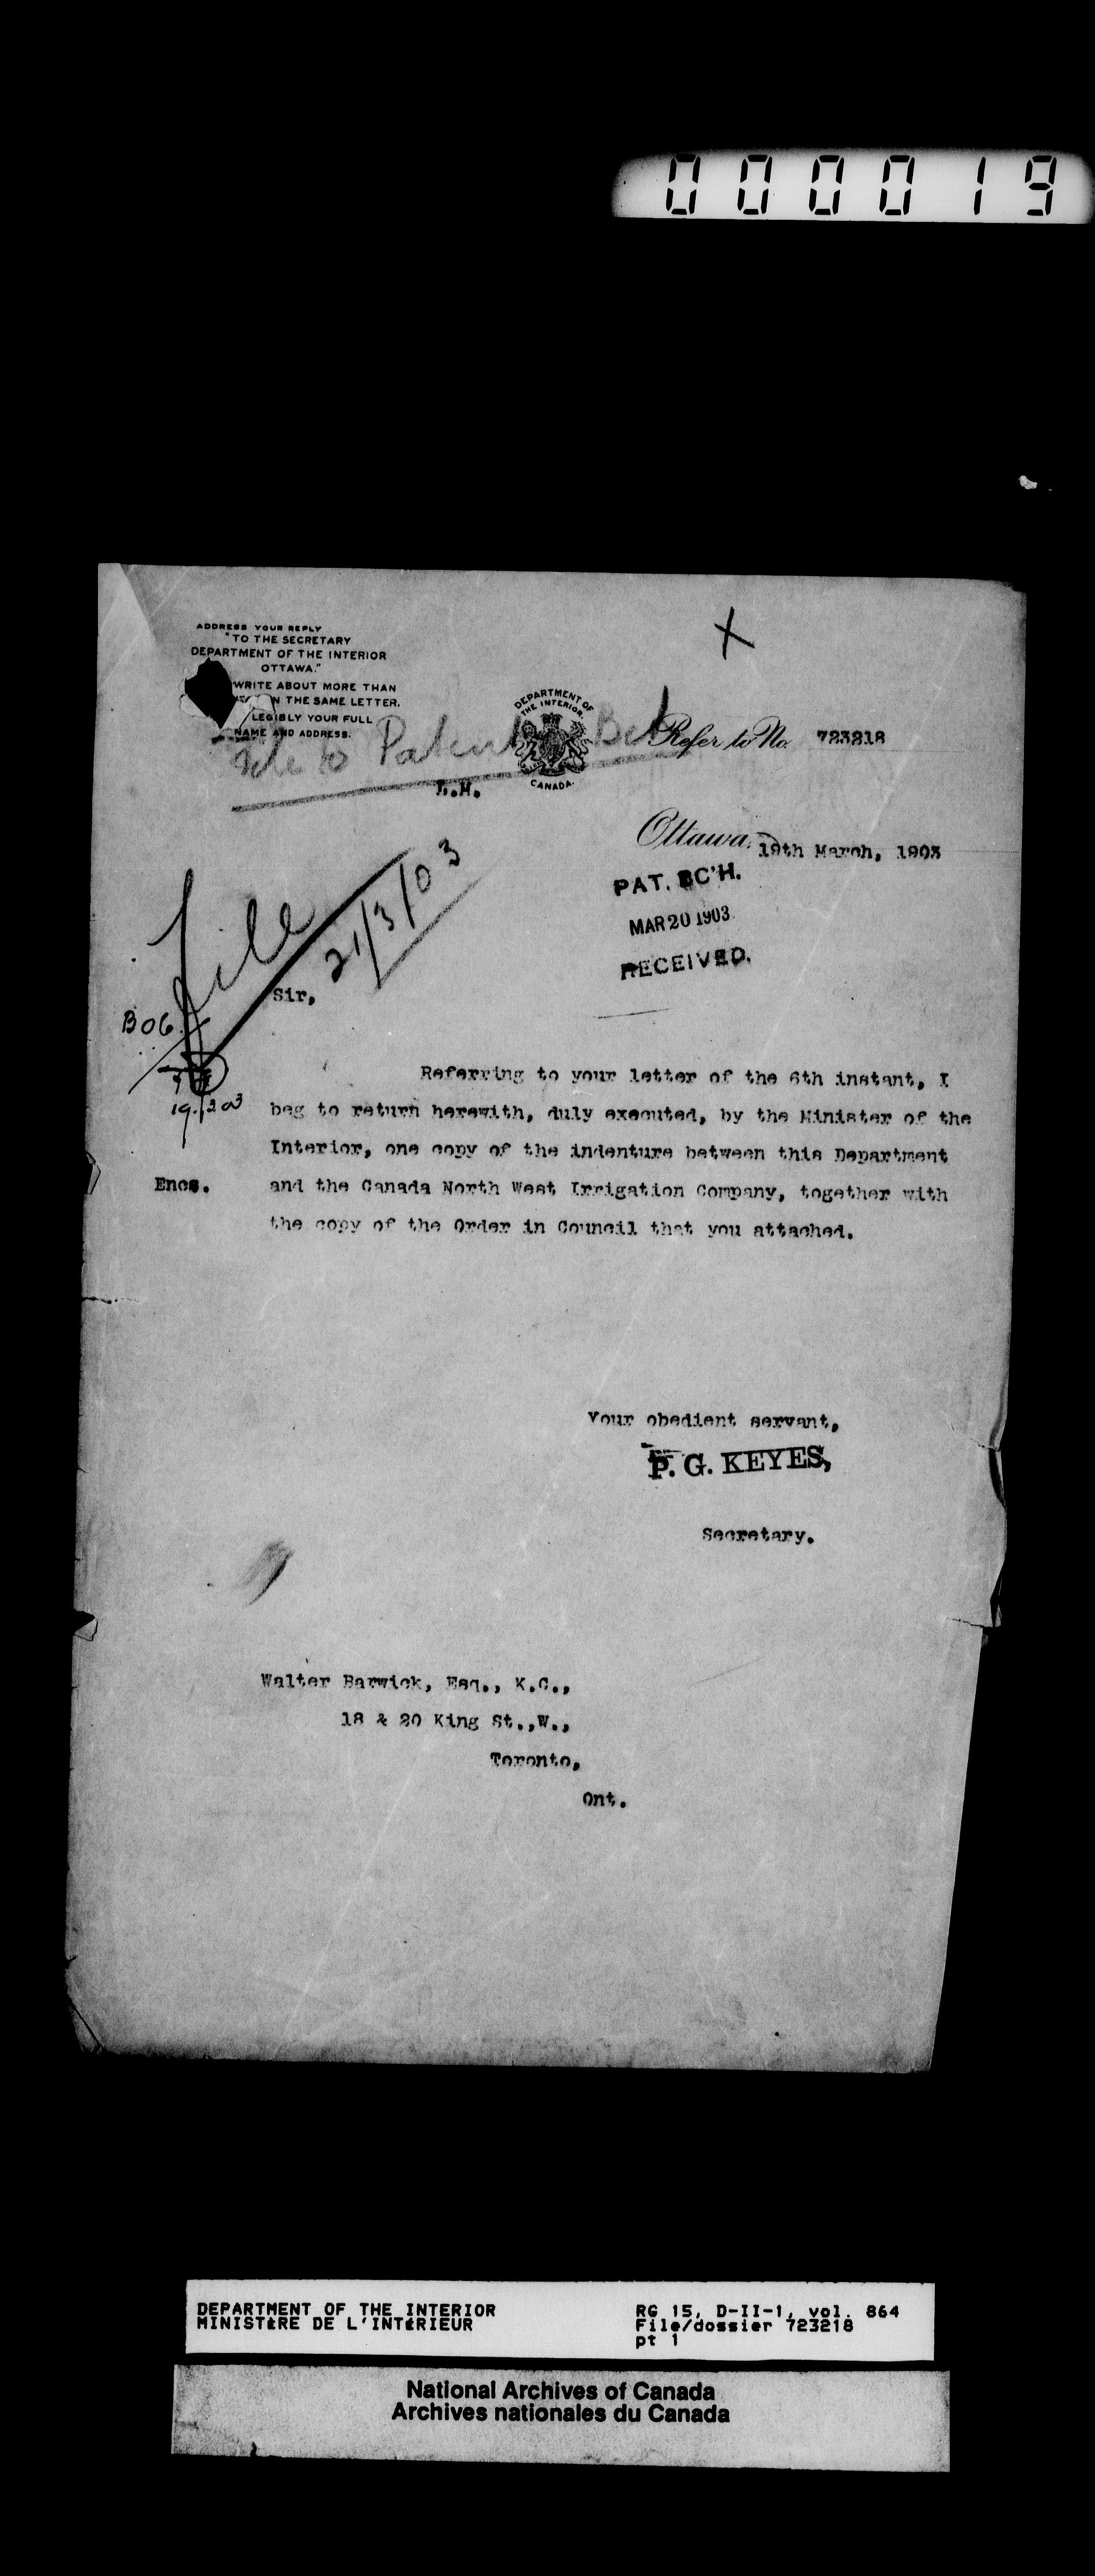 000019
ADDRESS YOUR REPLY
"TO THE SECRETARY
DEPARTMENT OF THE INTERIOR
OTTAWA."
WRITE ABOUT MORE THAN
IN THE SAME LETTER.
LEGIBLY YOUR FULL
NAME AND ADDRESS.
X
DEPARTMENT OF
THE INTERIOR.
CANADA.
to Patent
Refer to No. 723218
L.M.
Ottawa, 19th March, 1903
PAT. BC'H.
MAR 20 1903
RECEIVED.
File
21/3/03
Sir,
B06
Referring to your letter of the 6th instant, I
beg to return herewith, duly executed, by the Minister of the
Interior, one copy of the indenture between this Department
Encs. and the Canada North West Irrigation Company, together with
the copy of the Order in Council that you attached.
Your obedient servant,
P. G. KEYES,
Secretary.
Walter Barwick, Esq., K.C.,
18 & 20 King St.,W.,
Toronto,
Ont.
DEPARTMENT OF THE INTERIOR
MINISTÈRE DE L'INTÉRIEUR
RG 15, D-II-1, vol. 864
File/dossier 723218
pt 1
National Archives of Canada
Archives nationales du Canada